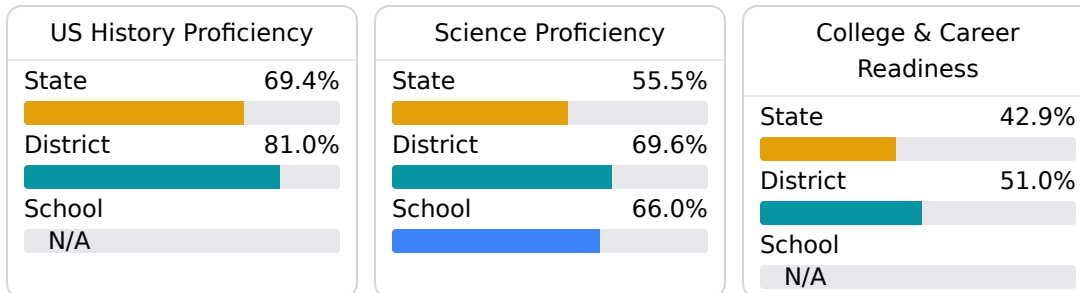 US History Proficiency
State 69.4%
District 81.0%
School
N/A
Science Proficiency
State 55.5%
District 69.6%
School 66.0%
College & Career
Readiness
State 42.9%
District 51.0%
School
N/A